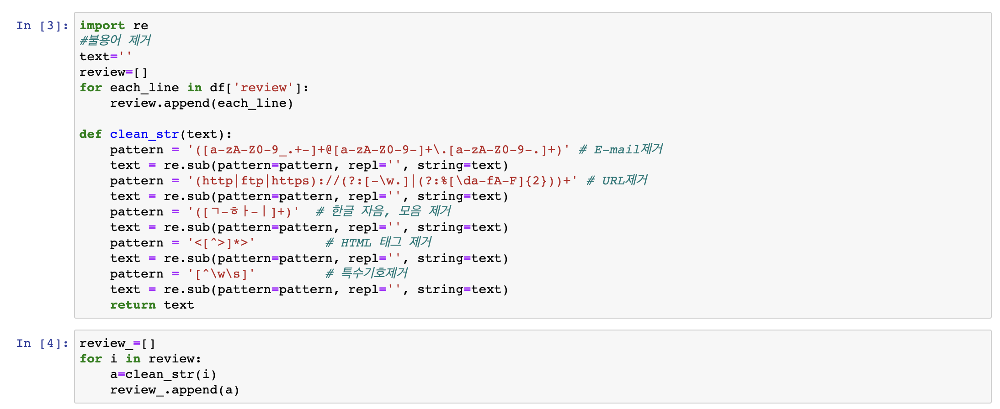 In [3]: import re
#불용어 제거
text=''
review=[]
for each_line in df['review']:
    review.append(each_line)

def clean_str(text):
    pattern = '([a-zA-Z0-9_.+-]+@[a-zA-Z0-9-]+\.[a-zA-Z0-9-.]+)' # E-mail제거
    text = re.sub(pattern=pattern, repl='', string=text)
    pattern = '(http|ftp|https)://(?:[-\w.]|(?:%[\da-fA-F]{2}))+' # URL제거
    text = re.sub(pattern=pattern, repl='', string=text)
    pattern = '([ㄱ-ㅎㅏ-ㅣ]+)'  # 한글 자음, 모음 제거
    text = re.sub(pattern=pattern, repl='', string=text)
    pattern = '<[^>]*>'         # HTML 태그 제거
    text = re.sub(pattern=pattern, repl='', string=text)
    pattern = '[^\w\s]'         # 특수기호제거
    text = re.sub(pattern=pattern, repl='', string=text)
    return text
In [4]: review_=[]
for i in review:
    a=clean_str(i)
    review_.append(a)